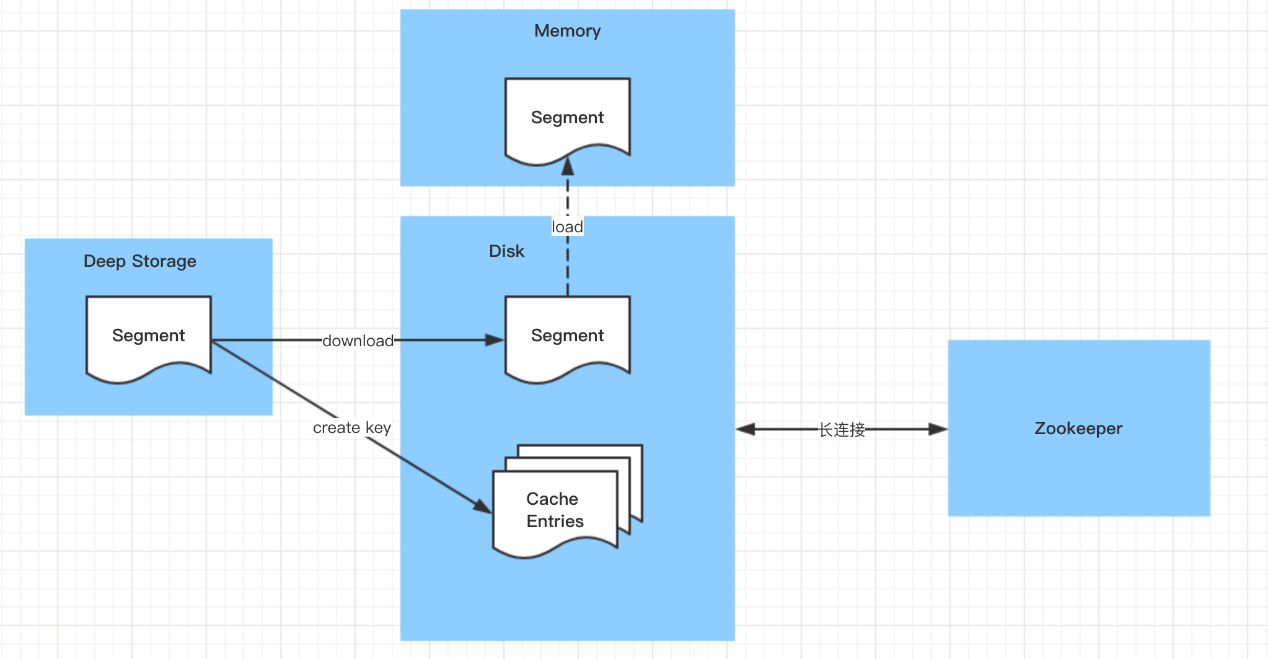 Memory
Segment
load
Disk
Deep Storage
Segment
download
Segment
create key
Cache
Entries
长连接
Zookeeper